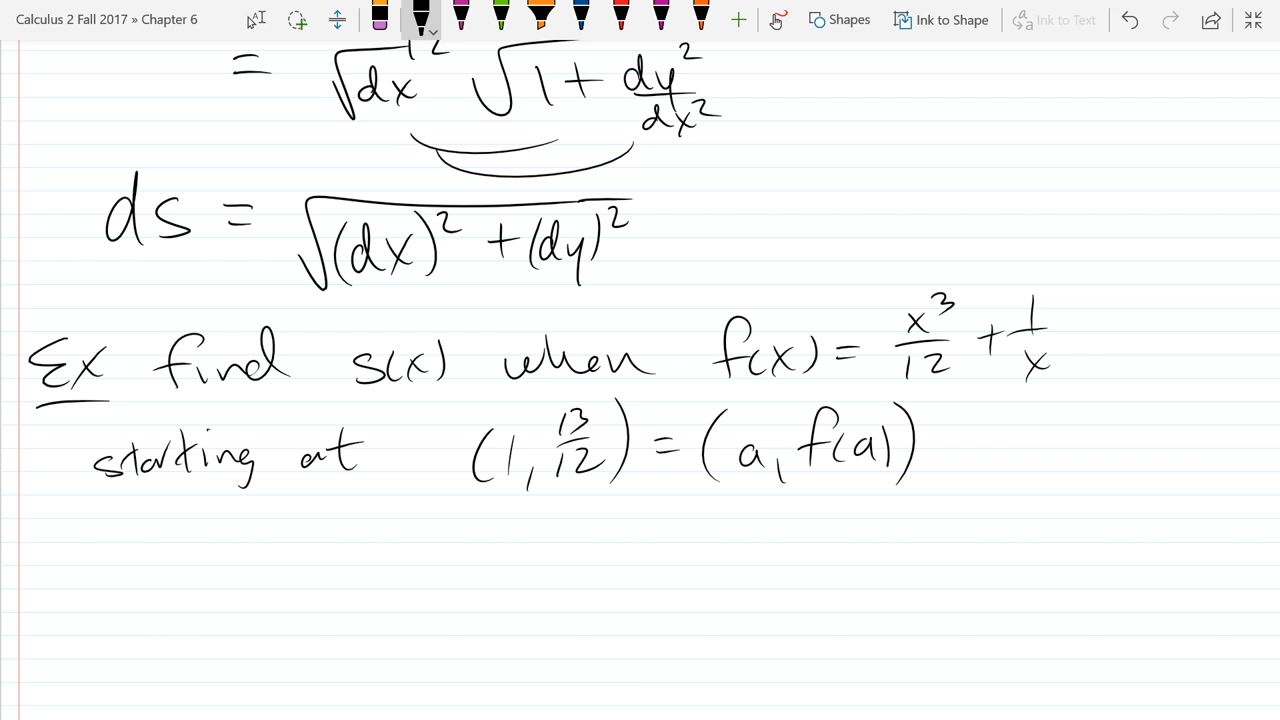 Calculus 2 Fall 2017 » Chapter 6 Shapes Ink to Shape Ink to Text
= √dx² √1 + dy²/dx²
ds = √(dx)² + (dy)²
Ex find s(x) when f(x) = x³/12 + 1/x
starting at (1, 13/12) = (a, f(a))